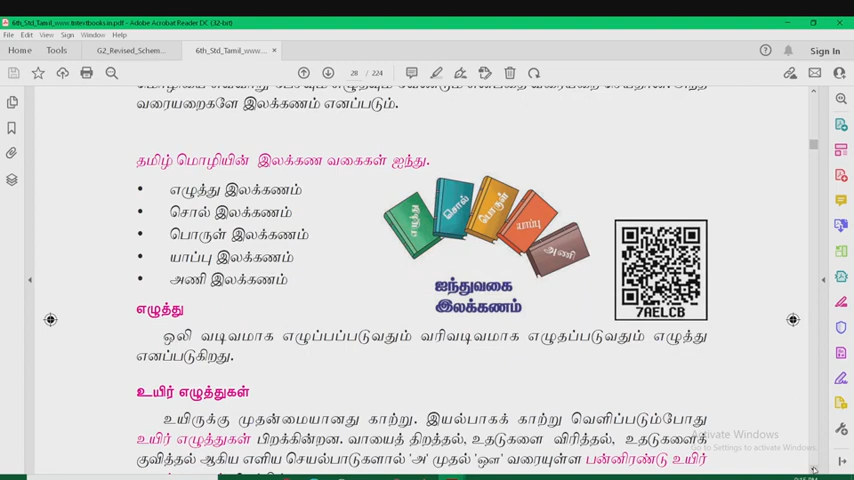 6th_Std_Tamil_www.tntextbooks.in.pdf - Adobe Acrobat Reader DC (32-bit)
File Edit View Sign Window Help
Home Tools G2_Revised_Schem... 6th_Std_Tamil_www... × Sign In
28 / 224
வரையறைகளே இலக்கணம் எனப்படும்.
தமிழ் மொழியின் இலக்கண வகைகள் ஐந்து.
• எழுத்து இலக்கணம்
• சொல் இலக்கணம்
• பொருள் இலக்கணம்
• யாப்பு இலக்கணம்
• அணி இலக்கணம்
எழுத்து
சொல்
பொருள்
யாப்பு
அணி
ஐந்துவகை
இலக்கணம்
7AELCB
எழுத்து
ஒலி வடிவமாக எழுப்பப்படுவதும் வரிவடிவமாக எழுதப்படுவதும் எழுத்து
எனப்படுகிறது.
உயிர் எழுத்துகள்
உயிருக்கு முதன்மையானது காற்று. இயல்பாகக் காற்று வெளிப்படும்போது
உயிர் எழுத்துகள் பிறக்கின்றன. வாயைத் திறத்தல், உதடுகளை விரித்தல், உதடுகளைக்
குவித்தல் ஆகிய எளிய செயல்பாடுகளால் 'அ' முதல் 'ஔ' வரையுள்ள பன்னிரண்டு உயிர்
Activate Windows
Go to Settings to activate Windows.
9:15 PM